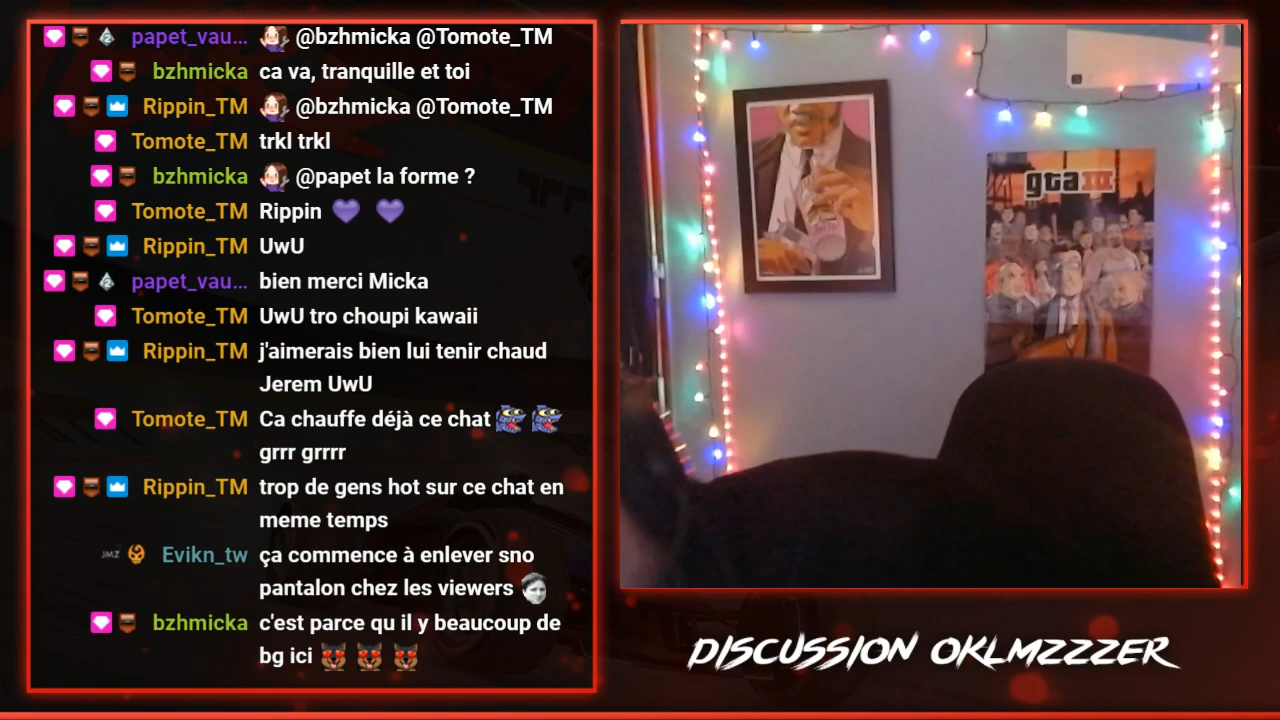 papet_vau... @bzhmicka @Tomote_TM
bzhmicka ca va, tranquille et toi
Rippin_TM @bzhmicka @Tomote_TM
Tomote_TM trkl trkl
bzhmicka @papet la forme ?
Tomote_TM Rippin
Rippin_TM UwU
papet_vau... bien merci Micka
Tomote_TM UwU tro choupi kawaii
Rippin_TM j'aimerais bien lui tenir chaud
Jerem UwU
Tomote_TM Ca chauffe déjà ce chat
grrr grrrr
Rippin_TM trop de gens hot sur ce chat en
meme temps
JMZ Evikn_tw ça commence à enlever sno
pantalon chez les viewers
bzhmicka c'est parce qu il y beaucoup de
bg ici
gta III
DISCUSSION OKLMZZZER